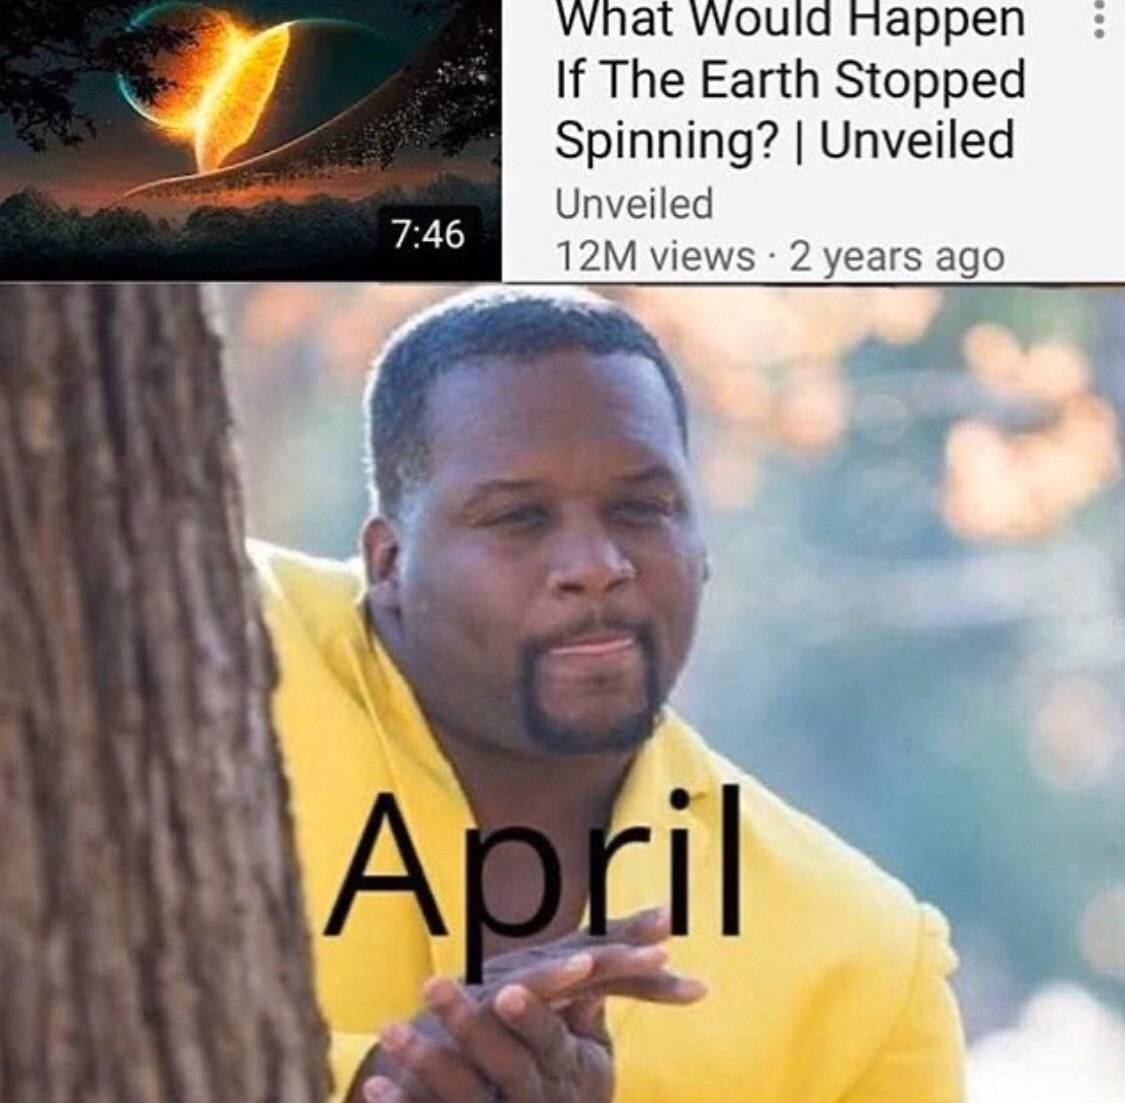 What Would Happen
If The Earth Stopped
Spinning? | Unveiled
Unveiled
12M views · 2 years ago
7:46
April